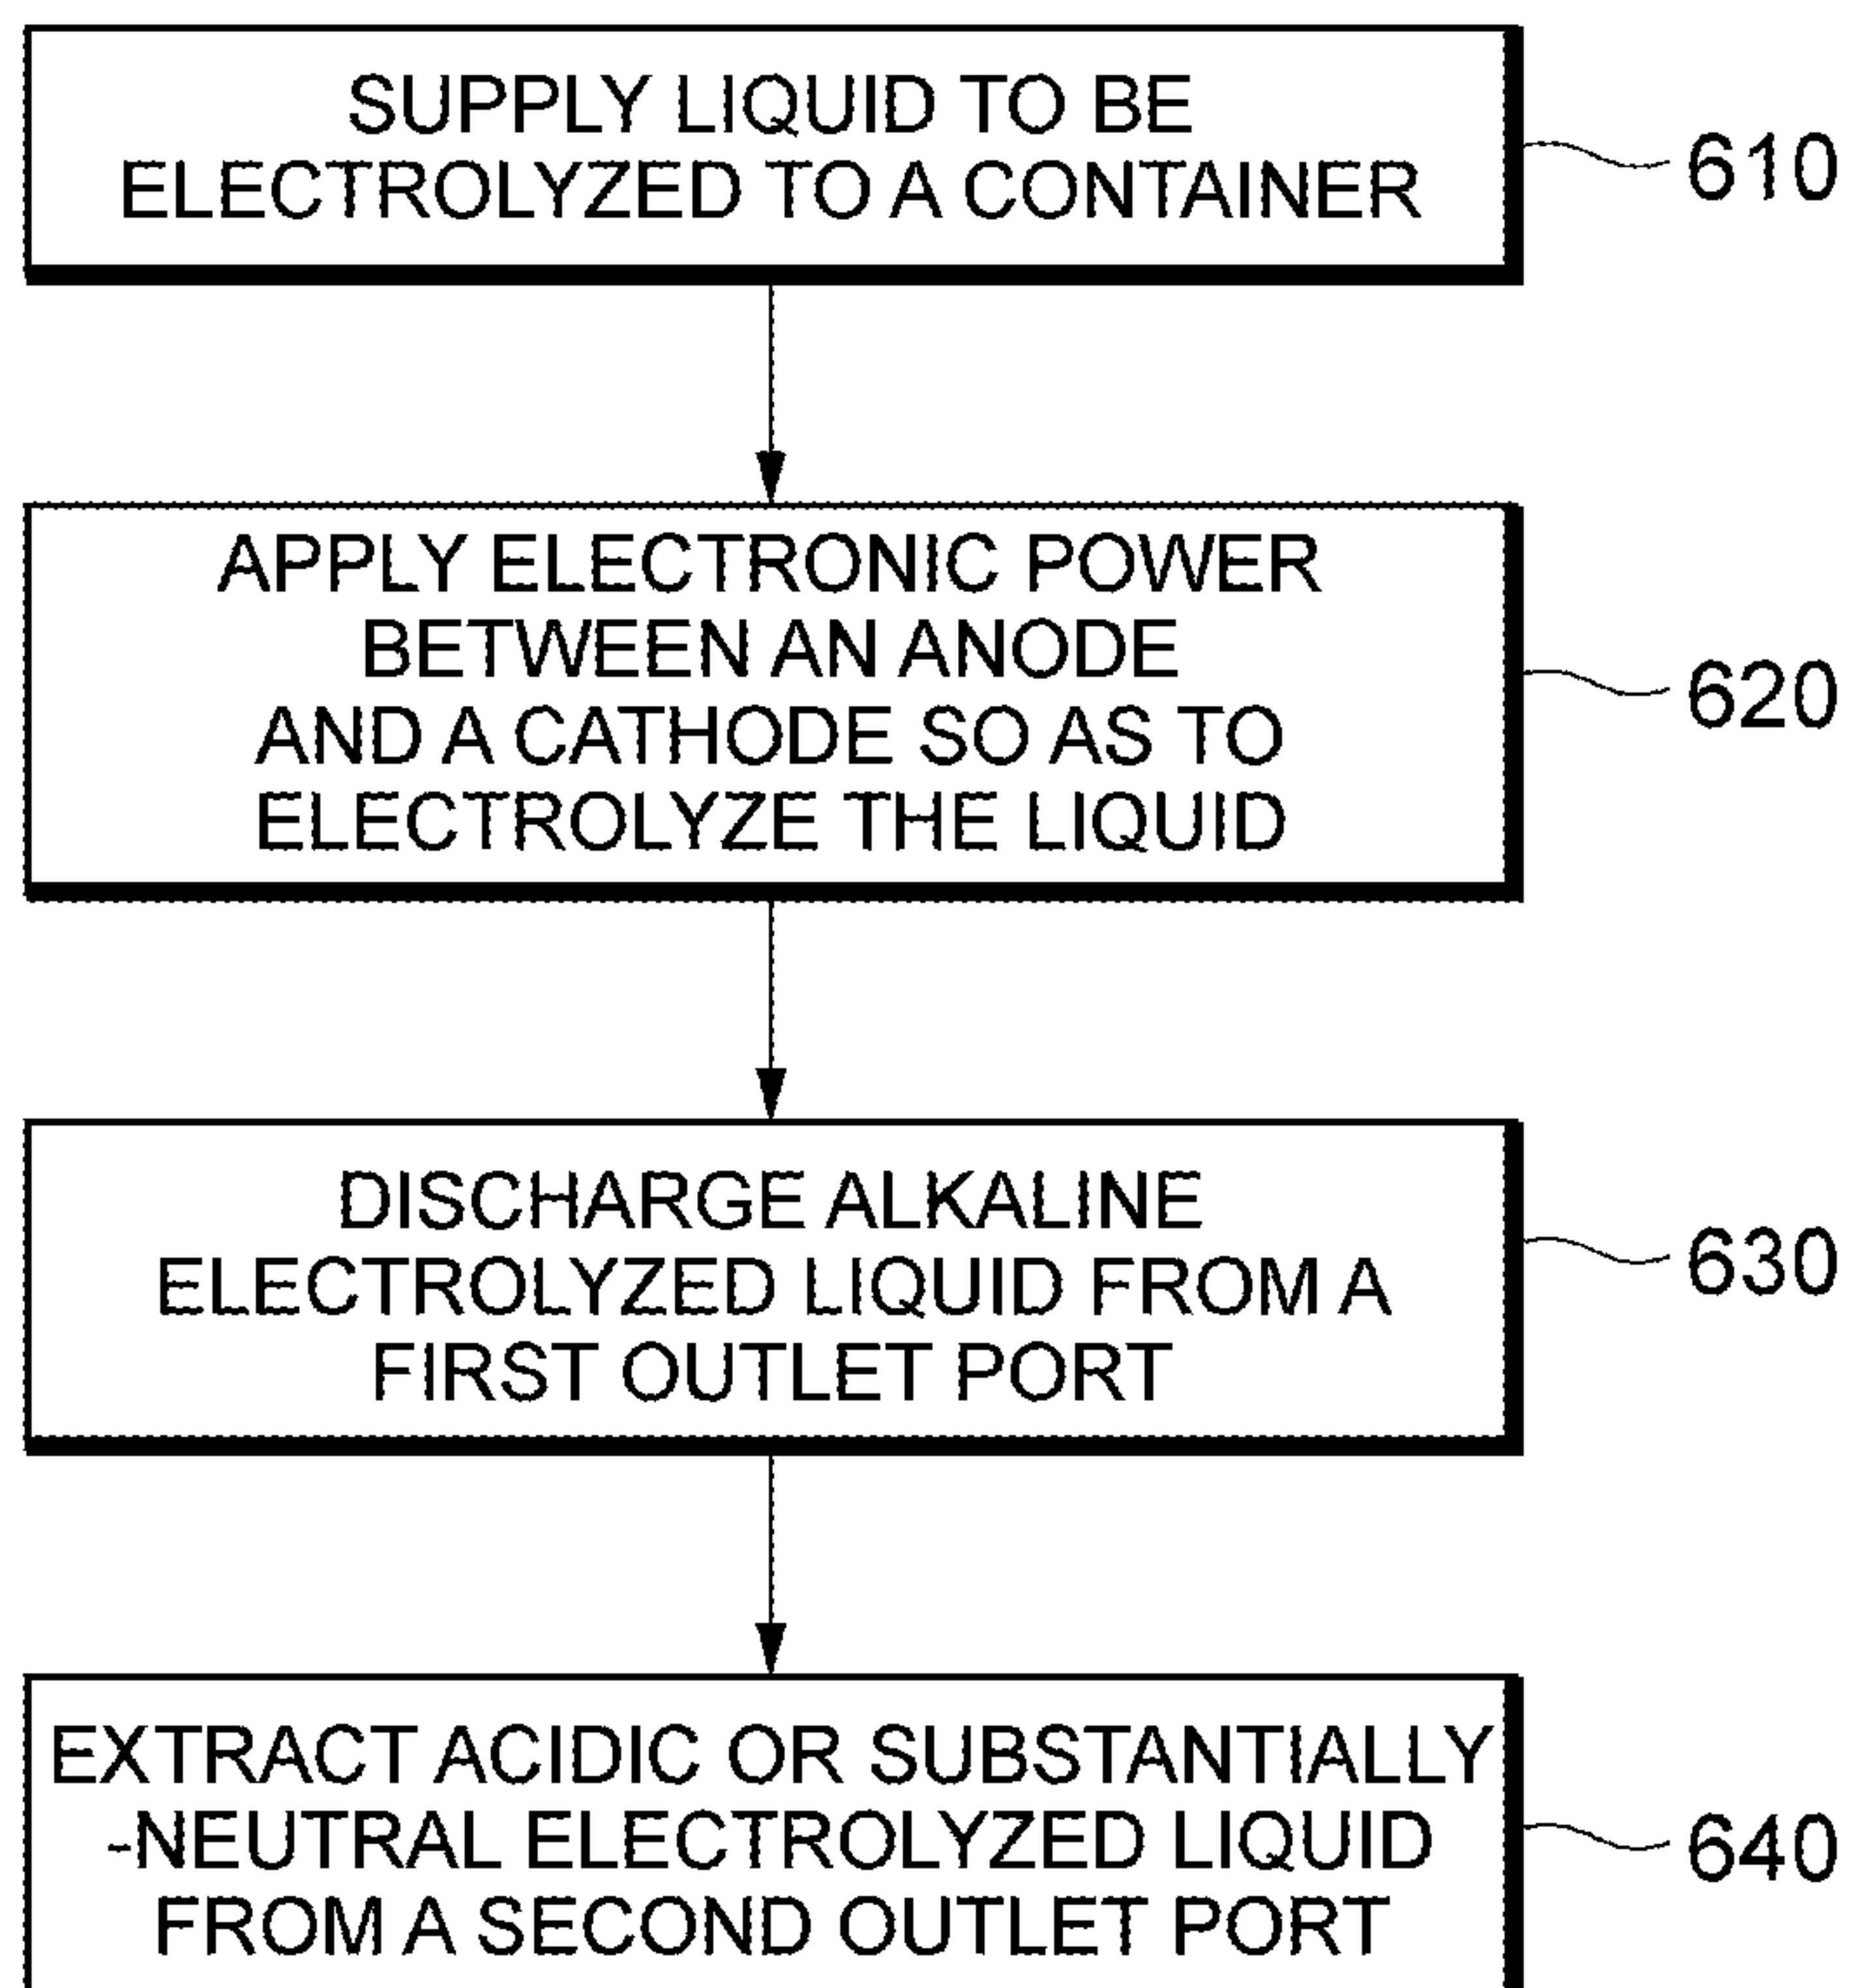 SUPPLY LIQUID TO BE
ELECTROLYZED TO A CONTAINER
610
APPLY ELECTRONIC POWER
BETWEEN AN ANODE
AND A CATHODE SO AS TO
ELECTROLYZE THE LIQUID
620
DISCHARGE ALKALINE
ELECTROLYZED LIQUID FROM A
FIRST OUTLET PORT
630
EXTRACT ACIDIC OR SUBSTANTIALLY
-NEUTRAL ELECTROLYZED LIQUID
FROM A SECOND OUTLET PORT
640